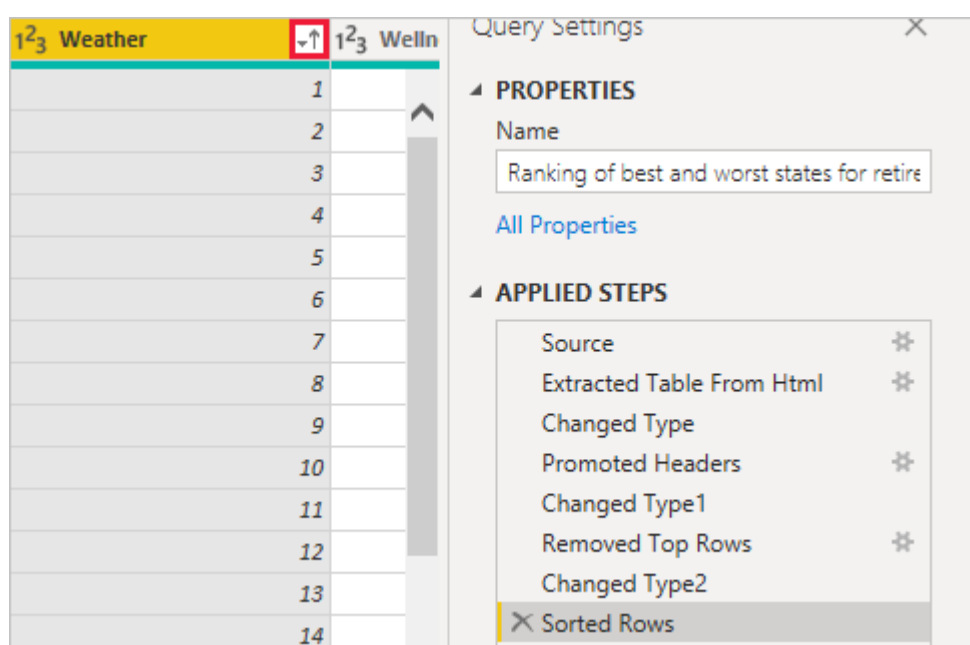 1²3 Weather
1²3 Welln
1
2
3
4
5
6
7
8
9
10
11
12
13
14
Query Settings
PROPERTIES
Name
Ranking of best and worst states for retire
All Properties
APPLIED STEPS
Source
Extracted Table From Html
Changed Type
Promoted Headers
Changed Type1
Removed Top Rows
Changed Type2
Sorted Rows